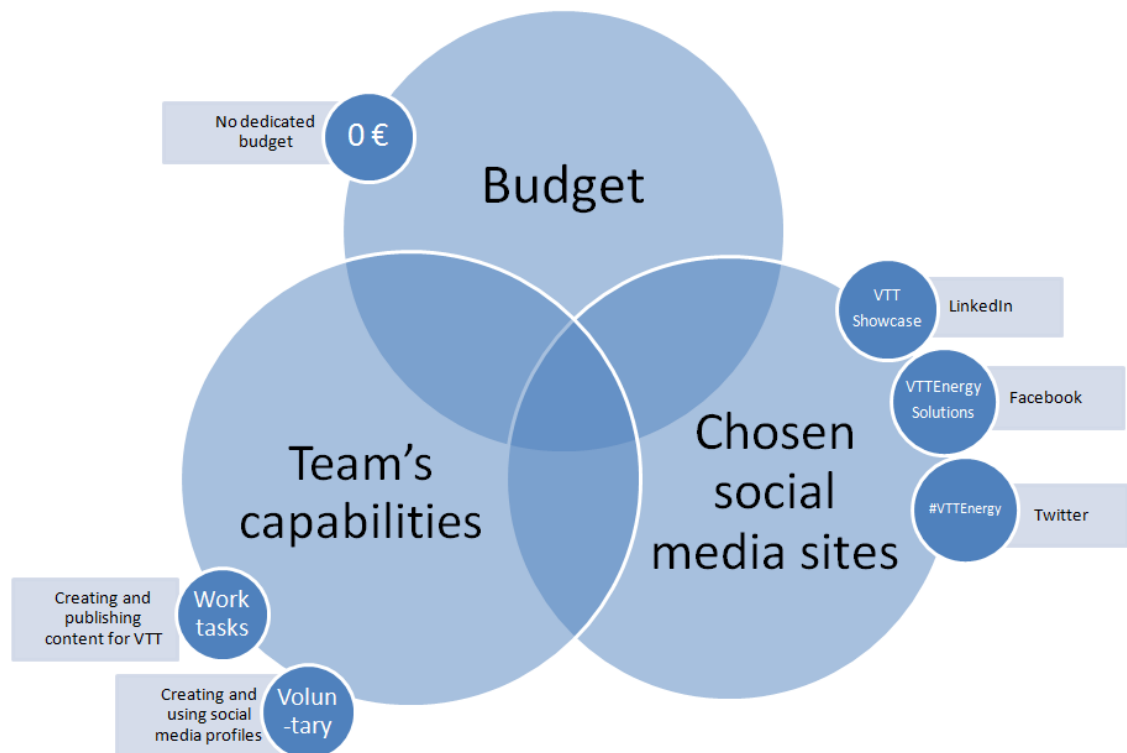 No dedicated
budget
0 €
Budget
VTT
Showcase
LinkedIn
VTTEnergy
Solutions
Facebook
#VTTEnergy
Twitter
Chosen
social
media sites
Team's
capabilities
Work
tasks
Creating and
publishing
content for VTT
Volun
-tary
Creating and
using social
media profiles